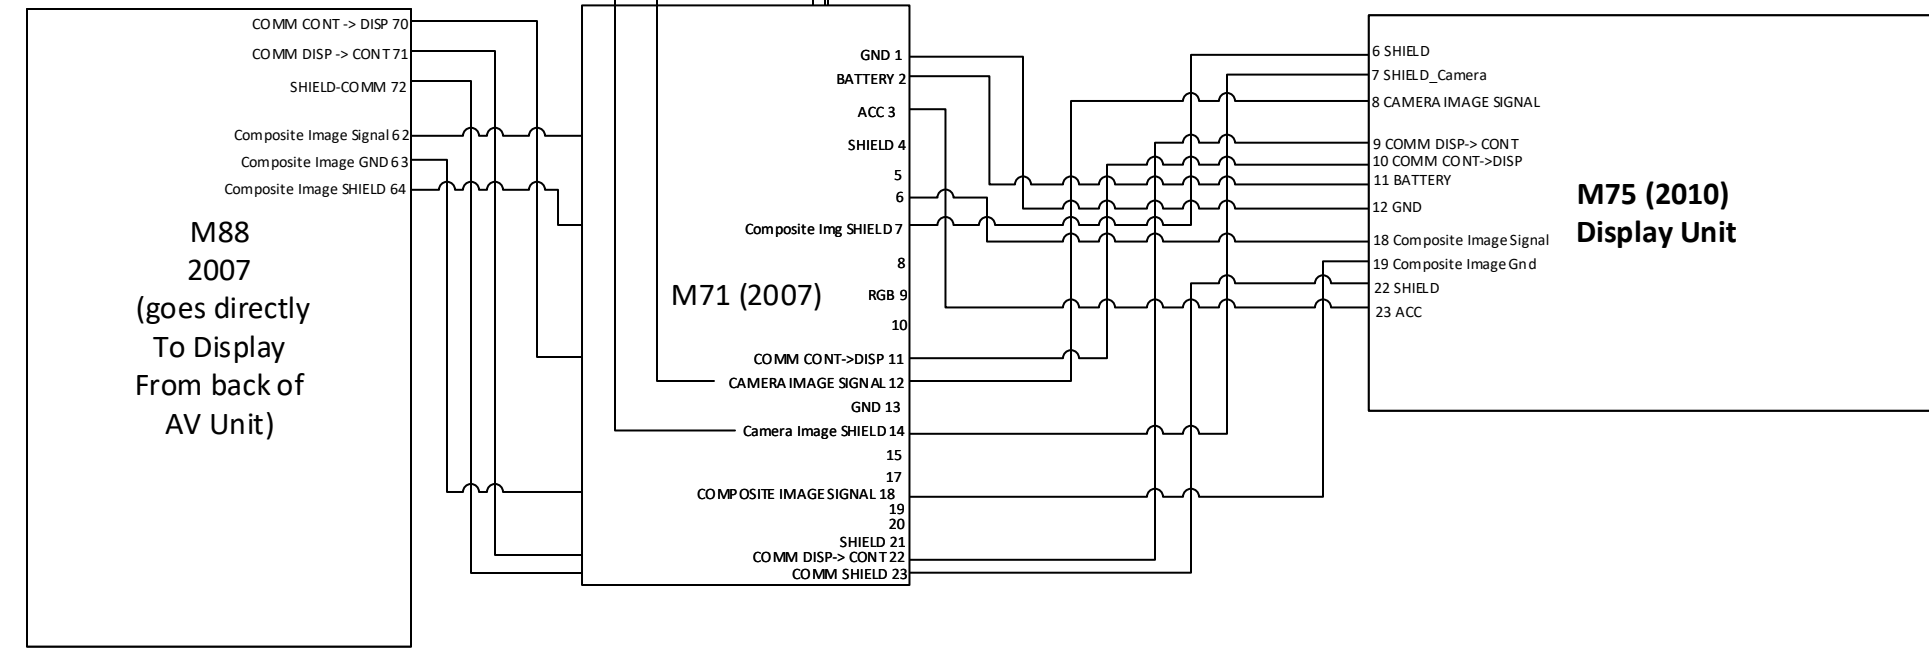 COMM CONT -> DISP 70
COMM DISP -> CONT 71
SHIELD-COMM 72
Composite Image Signal 62
Composite Image GND 63
Composite Image SHIELD 64
M88
2007
(goes directly
To Display
From back of
AV Unit)
GND 1
BATTERY 2
ACC 3
SHIELD 4
5
6
Composite Img SHIELD 7
8
RGB 9
10
COMM CONT->DISP 11
CAMERA IMAGE SIGNAL 12
GND 13
Camera Image SHIELD 14
15
17
COMPOSITE IMAGE SIGNAL 18
19
20
SHIELD 21
COMM DISP-> CONT 22
COMM SHIELD 23
M71 (2007)
6 SHIELD
7 SHIELD_Camera
8 CAMERA IMAGE SIGNAL
9 COMM DISP-> CONT
10 COMM CONT->DISP
11 BATTERY
12 GND
18 Composite Image Signal
19 Composite Image Gnd
22 SHIELD
23 ACC
M75 (2010)
Display Unit